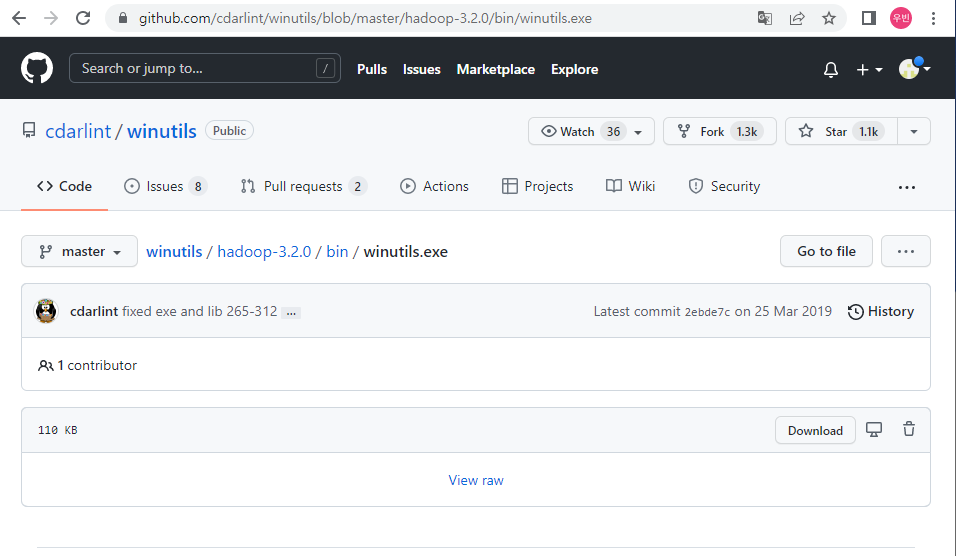 github.com/cdarlint/winutils/blob/master/hadoop-3.2.0/bin/winutils.exe 우빈
Search or jump to... / Pulls Issues Marketplace Explore
cdarlint / winutils Public Watch 36 Fork 1.3k Star 1.1k
Code Issues 8 Pull requests 2 Actions Projects Wiki Security ...
master winutils / hadoop-3.2.0 / bin / winutils.exe Go to file ...
cdarlint fixed exe and lib 265-312 ... Latest commit 2ebde7c on 25 Mar 2019 History
1 contributor
110 KB Download
View raw